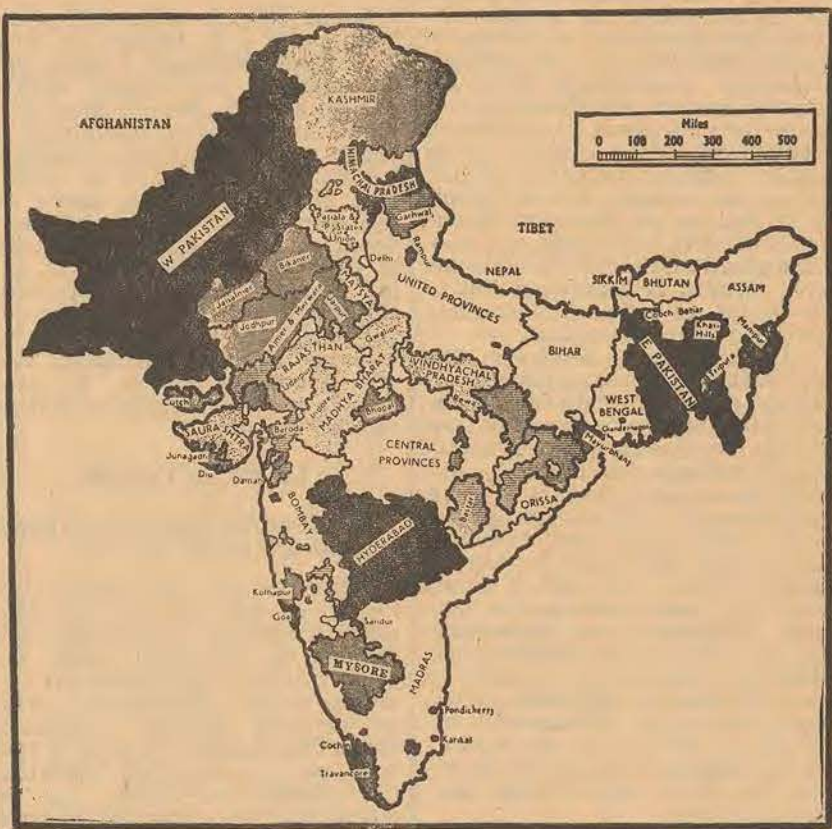 KASHMIR
AFGHANISTAN
Miles
0 100 200 300 400 500
HIMACHAL PRADESH
W PAKISTAN
Patiala &
P. States
Union
Garhwal
TIBET
Bikaner
Delhi
Rampur
NEPAL
Jaisalmer
MATSYA
UNITED PROVINCES
SIKKIM
BHUTAN
ASSAM
Jodhpur
Ajmer & Marwara
Jaipur
Cooch Behar
Khasi
Hills
Manipur
RAJASTHAN
Gwalior
BIHAR
E PAKISTAN
Tripura
Udaipur
Indore
MADHYA BHARAT
VINDHYACHAL
PRADESH
Rewa
Cutch
Bhopal
WEST
BENGAL
Chandernagore
SAURASHTRA
Baroda
CENTRAL
PROVINCES
Mayurbhanj
Junagadh
Diu
Daman
ORISSA
Bastar
BOMBAY
HYDERABAD
Kolhapur
Goa
Sandur
MYSORE
MADRAS
Pondicherry
Karikal
Cochin
Travancore